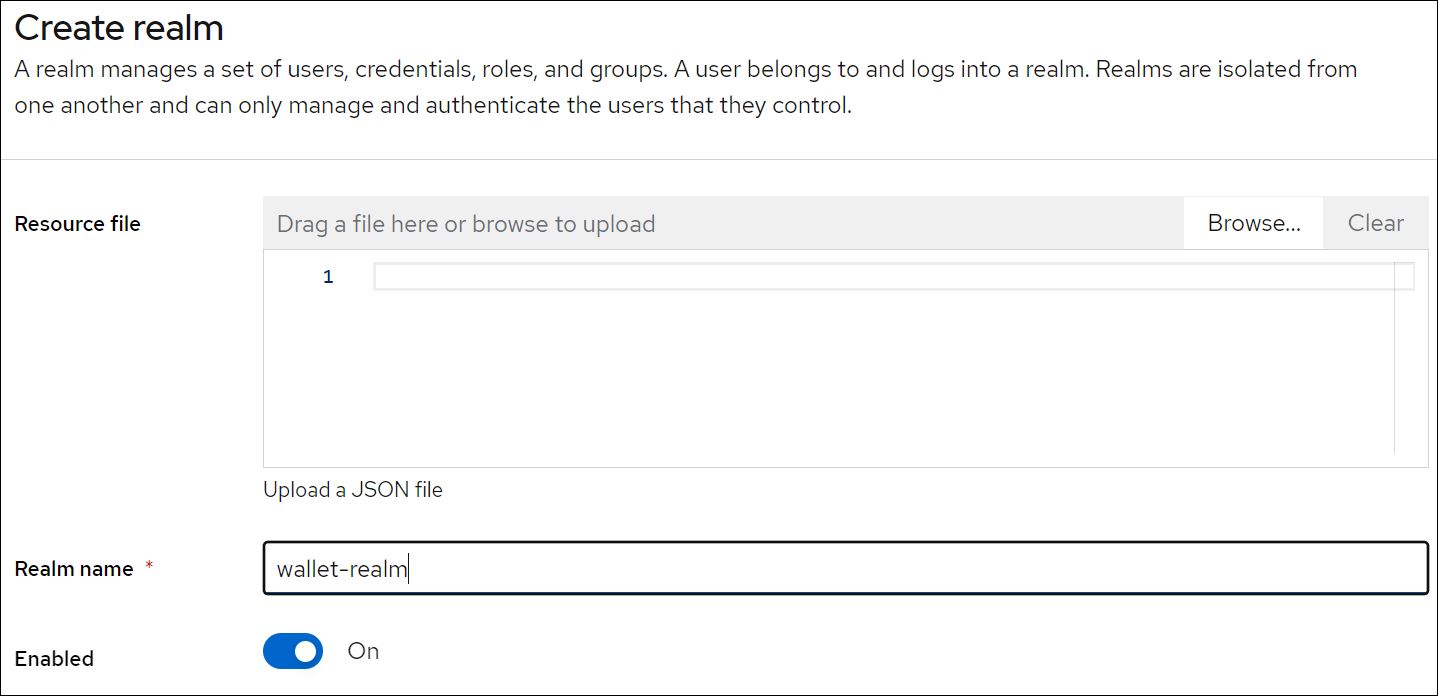 Create realm
A realm manages a set of users, credentials, roles, and groups. A user belongs to and logs into a realm. Realms are isolated from
one another and can only manage and authenticate the users that they control.
Resource file
Drag a file here or browse to upload
Browse...
Clear
1
Upload a JSON file
Realm name *
wallet-realm
Enabled
On